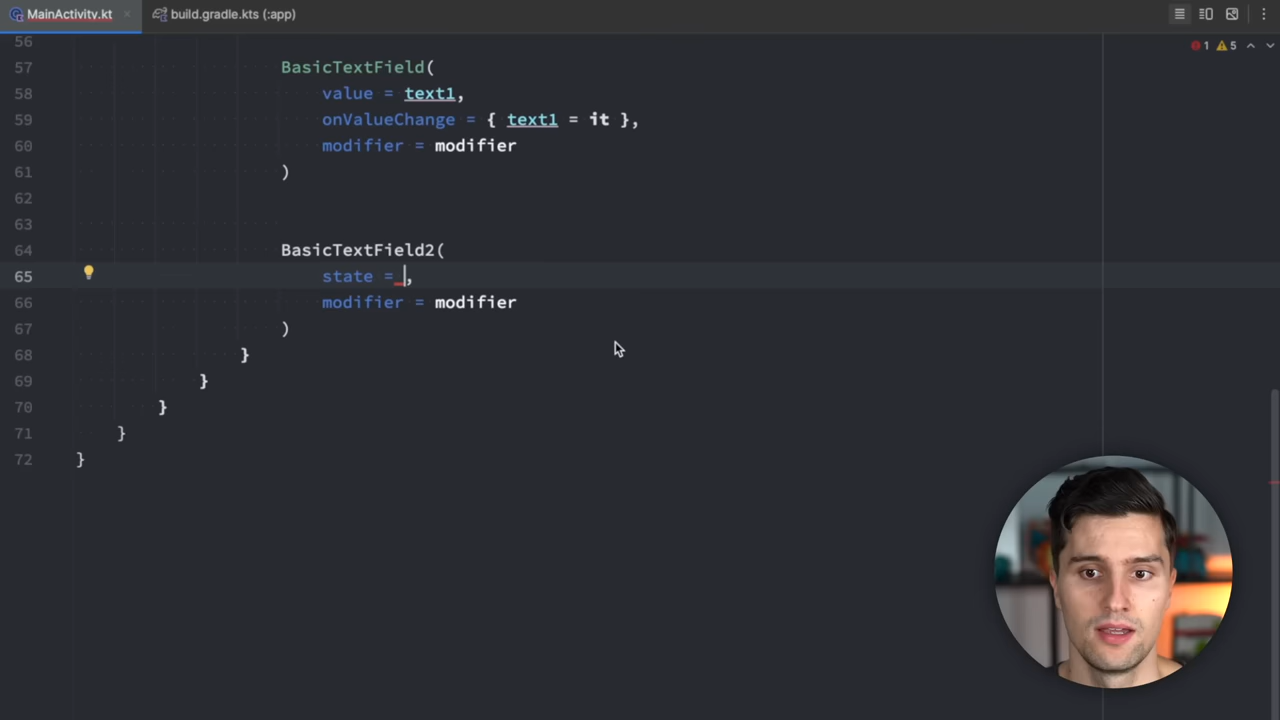 MainActivity.kt × build.gradle.kts (:app)
1 5
56
57 BasicTextField(
58 value = text1,
59 onValueChange = { text1 = it },
60 modifier = modifier
61 )
62
63
64 BasicTextField2(
65 state = ,
66 modifier = modifier
67 )
68 }
69 }
70 }
71 }
72 }